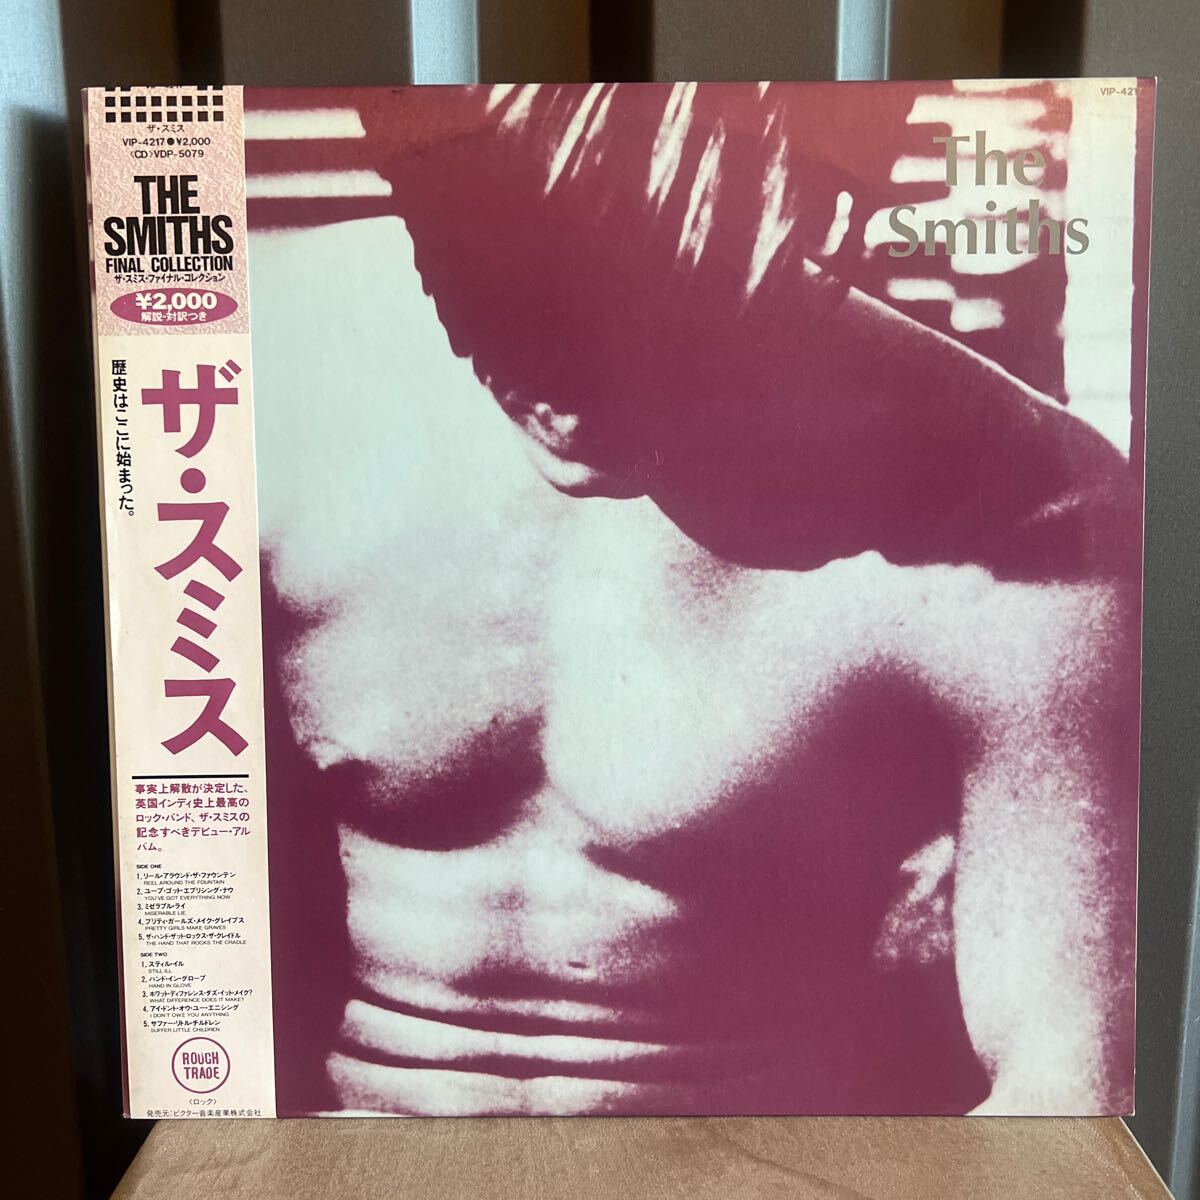 ザ・スミス
VIP-4217●¥2,000
〈CD〉VDP-5079
THE
SMITHS
FINAL COLLECTION
ザ・スミス・ファイナル・コレクション
¥2,000
解説・対訳つき
歴史はここに始まった。
ザ・スミス
事実上解散が決定した、
英国インディ史上最高の
ロック・バンド、ザ・スミスの
記念すべきデビュー・アル
バム。
SIDE ONE
1. リール・アラウンド・ザ・ファウンテン
REEL AROUND THE FOUNTAIN
2. ユーブ・ゴット・エブリシング・ナウ
YOU'VE GOT EVERYTHING NOW
3. ミゼラブル・ライ
MISERABLE LIE
4. プリティ・ガールズ・メイク・グレイブス
PRETTY GIRLS MAKE GRAVES
5. ザ・ハンド・ザット・ロックス・ザ・クレイドル
THE HAND THAT ROCKS THE CRADLE
SIDE TWO
1. スティル・イル
STILL ILL
2. ハンド・イン・グローブ
HAND IN GLOVE
3. ホワット・ディファレンス・ダズ・イット・メイク?
WHAT DIFFERENCE DOES IT MAKE?
4. アイ・ドント・オウ・ユー・エニシング
I DON'T OWE YOU ANYTHING
5. サファー・リトル・チルドレン
SUFFER LITTLE CHILDREN
ROUGH
TRADE
〈ロック〉
発売元:ビクター音楽産業株式会社
VIP-4217
The
Smiths